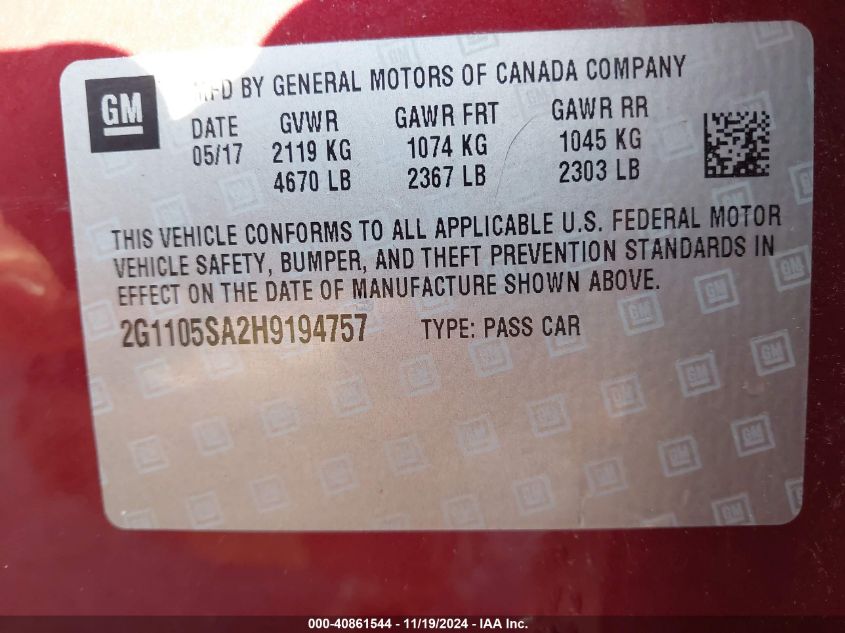 GM
MFD BY GENERAL MOTORS OF CANADA COMPANY
DATE GVWR GAWR FRT GAWR RR
05/17 2119 KG 1074 KG 1045 KG
4670 LB 2367 LB 2303 LB
THIS VEHICLE CONFORMS TO ALL APPLICABLE U.S. FEDERAL MOTOR
VEHICLE SAFETY, BUMPER, AND THEFT PREVENTION STANDARDS IN
EFFECT ON THE DATE OF MANUFACTURE SHOWN ABOVE.
2G1105SA2H9194757 TYPE: PASS CAR
000-40861544 - 11/19/2024 - IAA Inc.